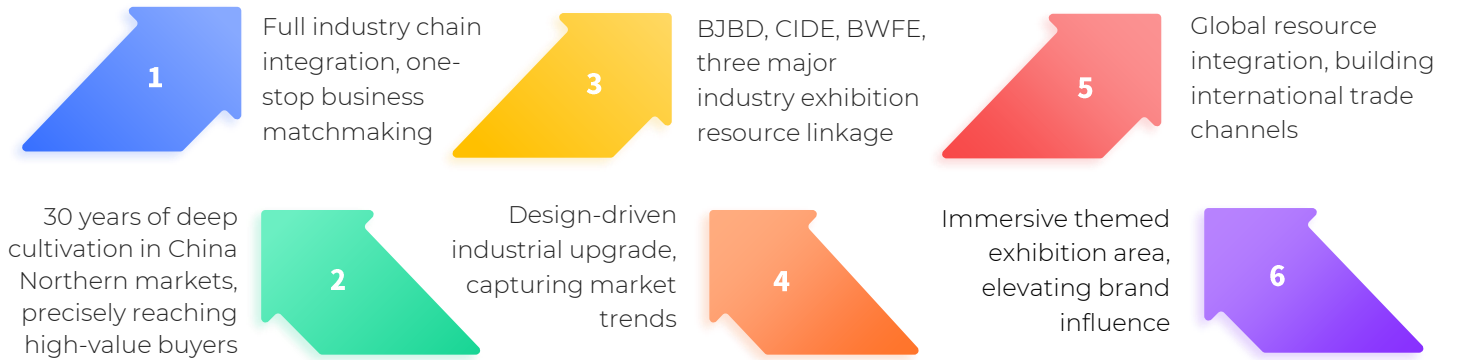 1
Full industry chain
integration, one-
stop business
matchmaking
2
30 years of deep
cultivation in China
Northern markets,
precisely reaching
high-value buyers
3
BJBD, CIDE, BWFE,
three major
industry exhibition
resource linkage
4
Design-driven
industrial upgrade,
capturing market
trends
5
Global resource
integration, building
international trade
channels
6
Immersive themed
exhibition area,
elevating brand
influence